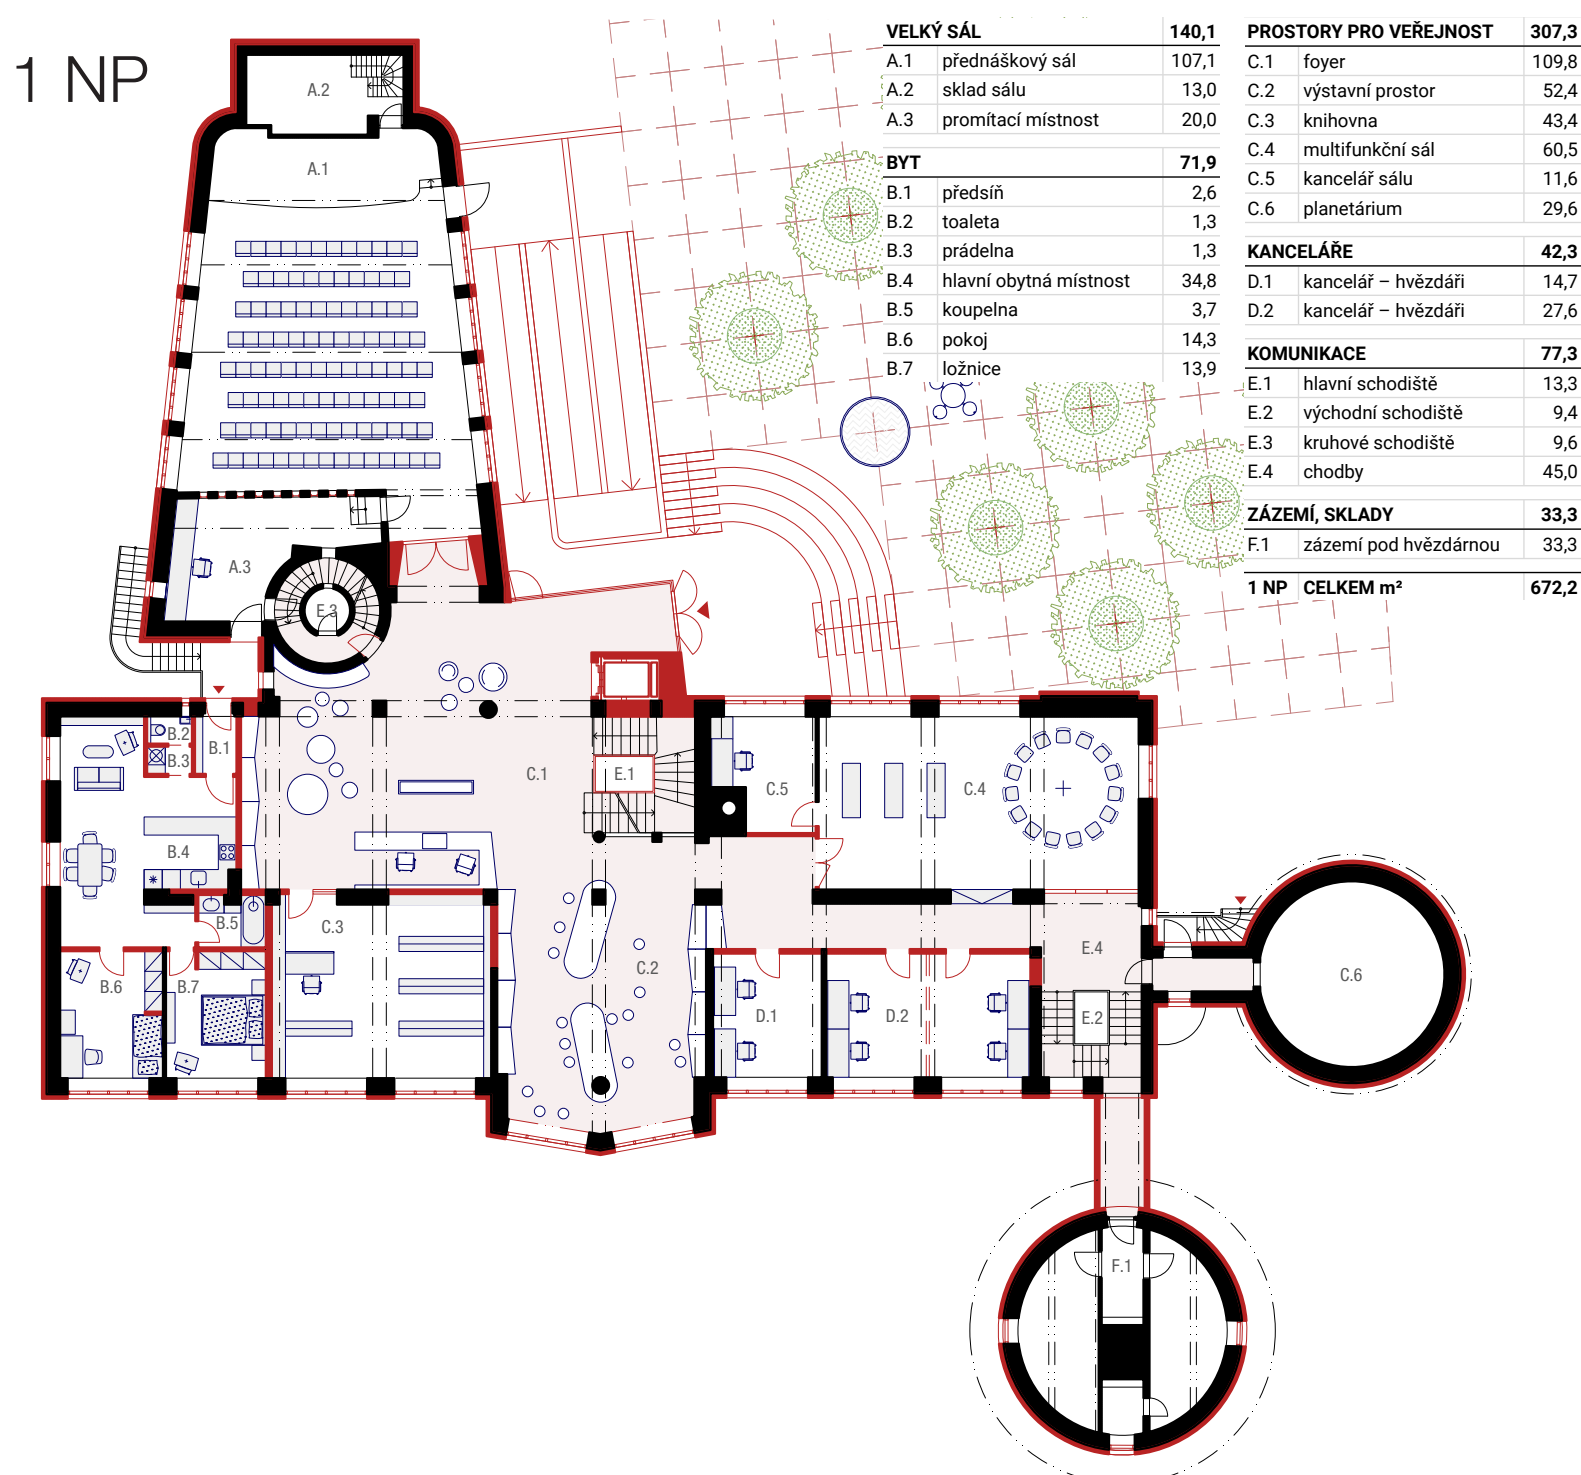 1 NP
VELKÝ SÁL 140,1
A.1 přednáškový sál 107,1
A.2 sklad sálu 13,0
A.3 promítací místnost 20,0
BYT 71,9
B.1 předsíň 2,6
B.2 toaleta 1,3
B.3 prádelna 1,3
B.4 hlavní obytná místnost 34,8
B.5 koupelna 3,7
B.6 pokoj 14,3
B.7 ložnice 13,9
PROSTORY PRO VEŘEJNOST 307,3
C.1 foyer 109,8
C.2 výstavní prostor 52,4
C.3 knihovna 43,4
C.4 multifunkční sál 60,5
C.5 kancelář sálu 11,6
C.6 planetárium 29,6
KANCELÁŘE 42,3
D.1 kancelář – hvězdáři 14,7
D.2 kancelář – hvězdáři 27,6
KOMUNIKACE 77,3
E.1 hlavní schodiště 13,3
E.2 východní schodiště 9,4
E.3 kruhové schodiště 9,6
E.4 chodby 45,0
ZÁZEMÍ, SKLADY 33,3
F.1 zázemí pod hvězdárnou 33,3
1 NP CELKEM m² 672,2
A.2
A.1
A.3
E.3
B.2
B.1
B.3
C.1
E.1
C.5
C.4
B.4
B.5
C.3
C.2
E.4
C.6
B.6
B.7
D.1
D.2
E.2
F.1